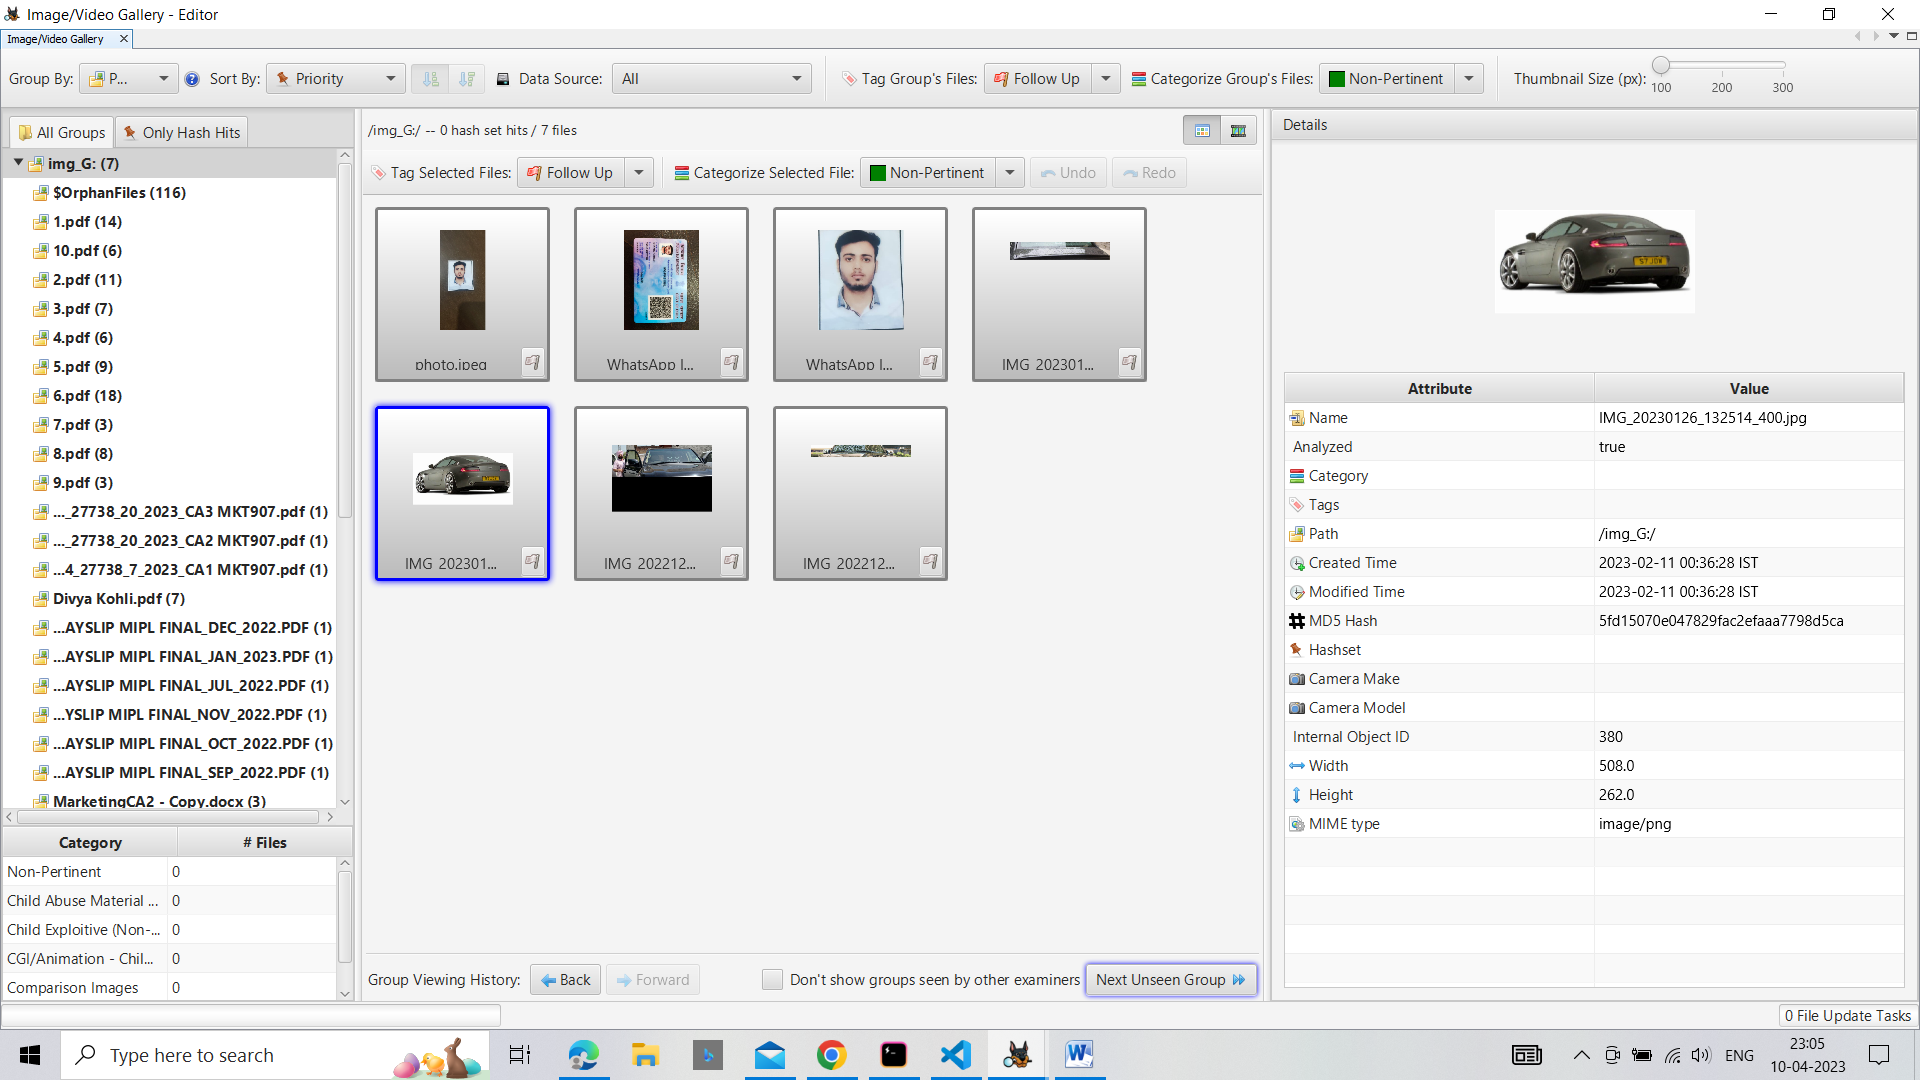 Image/Video Gallery - Editor
Image/Video Gallery
Group By: P... Sort By: Priority Data Source: All Tag Group's Files: Follow Up Categorize Group's Files: Non-Pertinent Thumbnail Size (px): 100 200 300
All Groups Only Hash Hits
img_G: (7)
$OrphanFiles (116)
1.pdf (14)
10.pdf (6)
2.pdf (11)
3.pdf (7)
4.pdf (6)
5.pdf (9)
6.pdf (18)
7.pdf (3)
8.pdf (8)
9.pdf (3)
..._27738_20_2023_CA3 MKT907.pdf (1)
..._27738_20_2023_CA2 MKT907.pdf (1)
...4_27738_7_2023_CA1 MKT907.pdf (1)
Divya Kohli.pdf (7)
...AYSLIP MIPL FINAL_DEC_2022.PDF (1)
...AYSLIP MIPL FINAL_JAN_2023.PDF (1)
...AYSLIP MIPL FINAL_JUL_2022.PDF (1)
...YSLIP MIPL FINAL_NOV_2022.PDF (1)
...AYSLIP MIPL FINAL_OCT_2022.PDF (1)
...AYSLIP MIPL FINAL_SEP_2022.PDF (1)
MarketingCA2 - Copy.docx (3)
Category # Files
Non-Pertinent 0
Child Abuse Material ... 0
Child Exploitive (Non-... 0
CGI/Animation - Chil... 0
Comparison Images 0
/img_G:/ -- 0 hash set hits / 7 files
Tag Selected Files: Follow Up Categorize Selected File: Non-Pertinent Undo Redo
photo.jpeg WhatsApp I... WhatsApp I... IMG_202301...
IMG_202301... IMG_202212... IMG_202212...
Group Viewing History: Back Forward Don't show groups seen by other examiners Next Unseen Group
Details
Attribute Value
Name IMG_20230126_132514_400.jpg
Analyzed true
Category
Tags
Path /img_G:/
Created Time 2023-02-11 00:36:28 IST
Modified Time 2023-02-11 00:36:28 IST
MD5 Hash 5fd15070e047829fac2efaaa7798d5ca
Hashset
Camera Make
Camera Model
Internal Object ID 380
Width 508.0
Height 262.0
MIME type image/png
0 File Update Tasks
Type here to search
ENG
23:05
10-04-2023